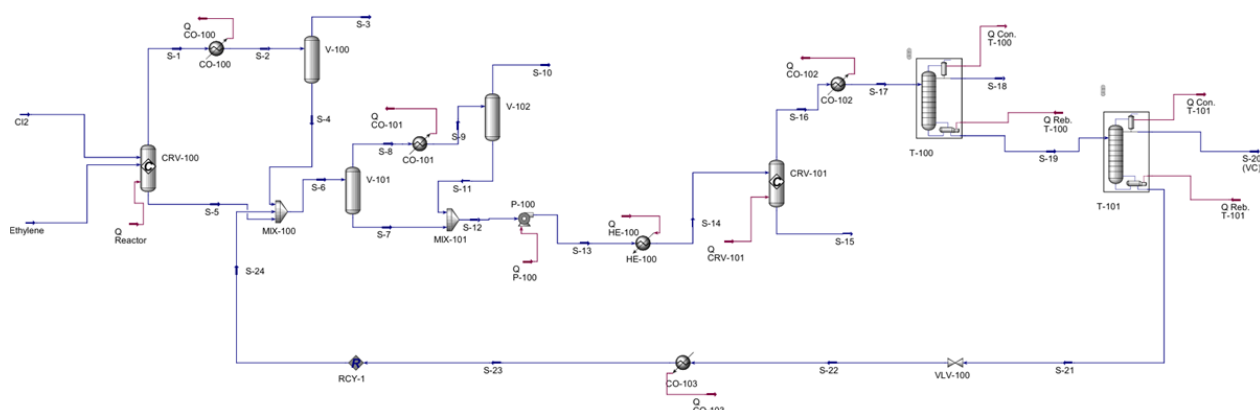 Q
CO-100
S-1
CO-100
S-2
S-3
V-100
Cl2
CRV-100
Ethylene
Q
Reactor
S-5
S-4
MIX-100
S-6
S-24
Q
CO-101
S-8
CO-101
S-9
V-101
S-7
S-10
V-102
S-11
MIX-101
S-12
P-100
Q
P-100
S-13
Q
HE-100
HE-100
S-14
Q
CRV-101
CRV-101
S-15
S-16
Q
CO-102
CO-102
S-17
T-100
Q Con.
T-100
S-18
Q Reb.
T-100
S-19
T-101
Q Con.
T-101
S-20
(VC)
Q Reb.
T-101
S-21
VLV-100
S-22
CO-103
Q
CO-103
S-23
R
RCY-1